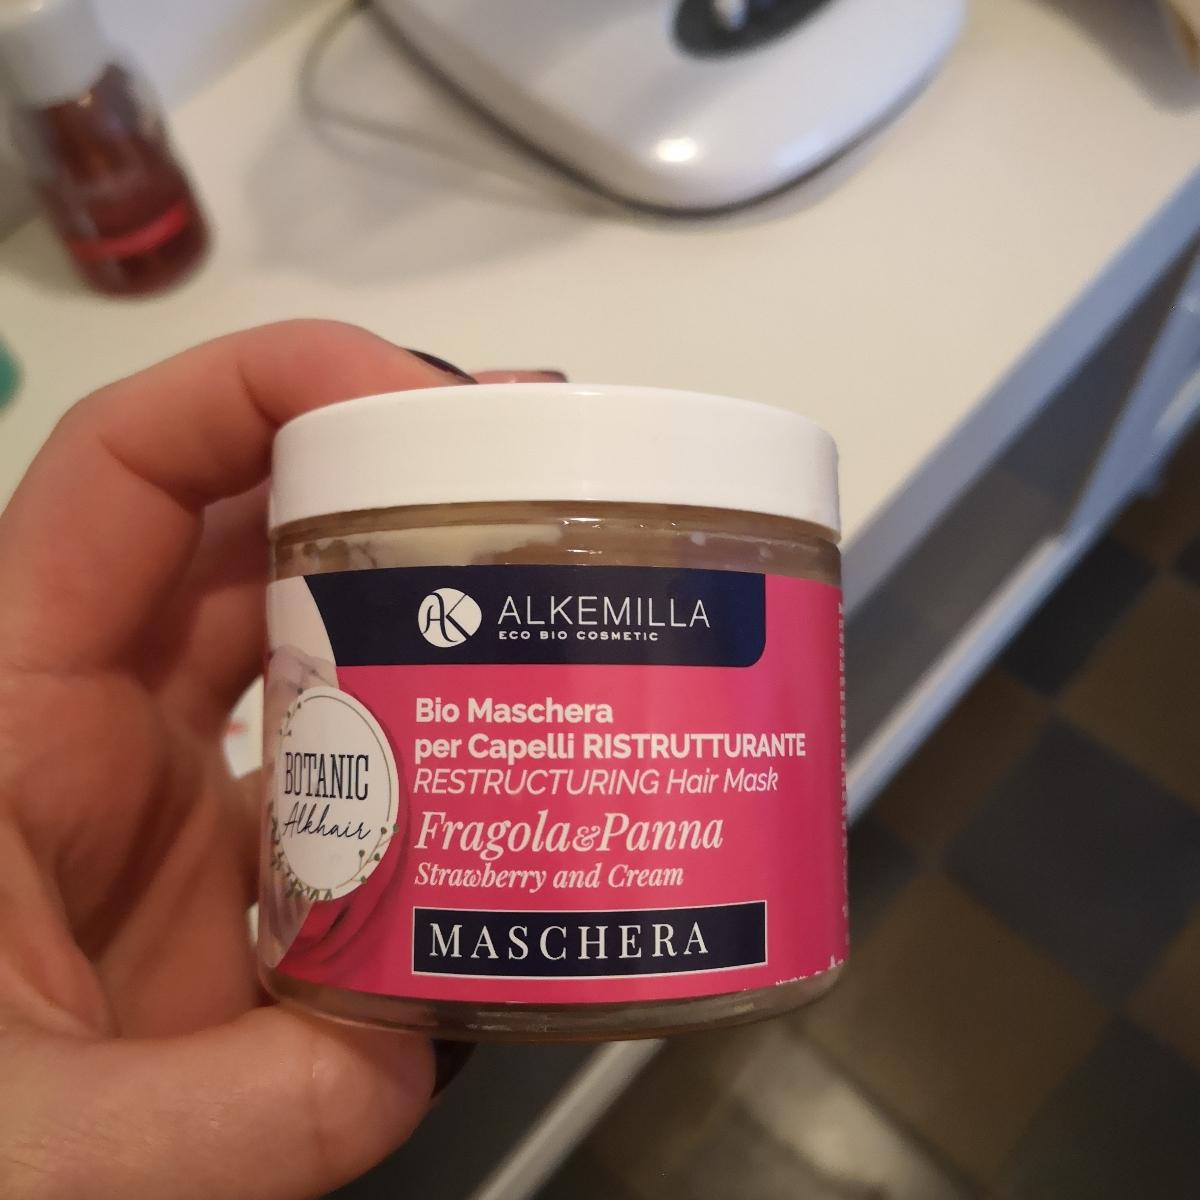 AK ALKEMILLA
ECO BIO COSMETIC
Bio Maschera
per Capelli RISTRUTTURANTE
RESTRUCTURING Hair Mask
Fragola&Panna
Strawberry and Cream
MASCHERA
BOTANIC
Alkhair